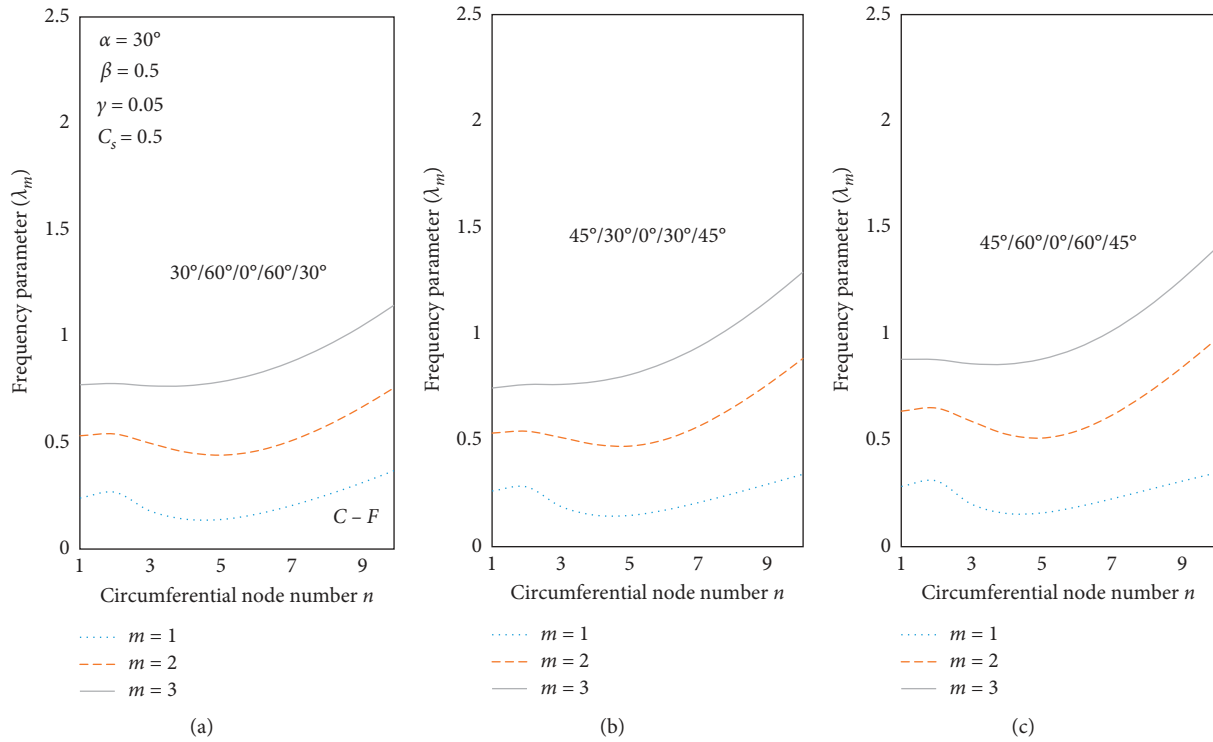 2.5
2
1.5
1
0.5
0
Frequency parameter (λm)
α = 30°
β = 0.5
γ = 0.05
Cs = 0.5
30°/60°/0°/60°/30°
C – F
1 3 5 7 9
Circumferential node number n
m = 1
m = 2
m = 3
(a)
2.5
2
1.5
1
0.5
0
Frequency parameter (λm)
45°/30°/0°/30°/45°
1 3 5 7 9
Circumferential node number n
m = 1
m = 2
m = 3
(b)
2.5
2
1.5
1
0.5
0
Frequency parameter (λm)
45°/60°/0°/60°/45°
1 3 5 7 9
Circumferential node number n
m = 1
m = 2
m = 3
(c)